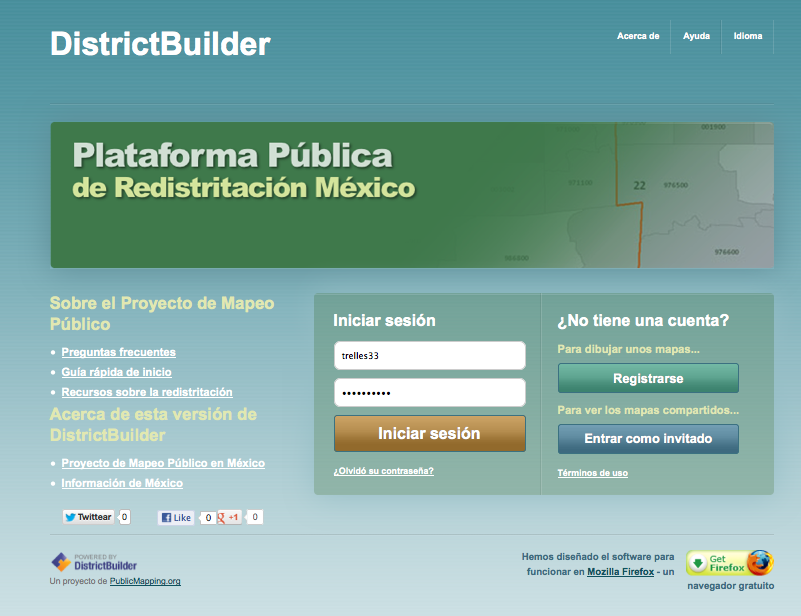 DistrictBuilder
Acerca de
Ayuda
Idioma
Plataforma Pública
de Redistritación México
001900
971100
22
976500
976600
Sobre el Proyecto de Mapeo
Público
Preguntas frecuentes
Guía rápida de inicio
Recursos sobre la redistritación
Acerca de esta versión de
DistrictBuilder
Proyecto de Mapeo Público en México
Información de México
Twittear 0
Like 0
+1 0
Iniciar sesión
trelles33
••••••••••
Iniciar sesión
¿Olvidó su contraseña?
¿No tiene una cuenta?
Para dibujar unos mapas...
Registrarse
Para ver los mapas compartidos...
Entrar como invitado
Términos de uso
POWERED BY
DistrictBuilder
Un proyecto de PublicMapping.org
Hemos diseñado el software para
funcionar en Mozilla Firefox - un
navegador gratuito
Get
Firefox